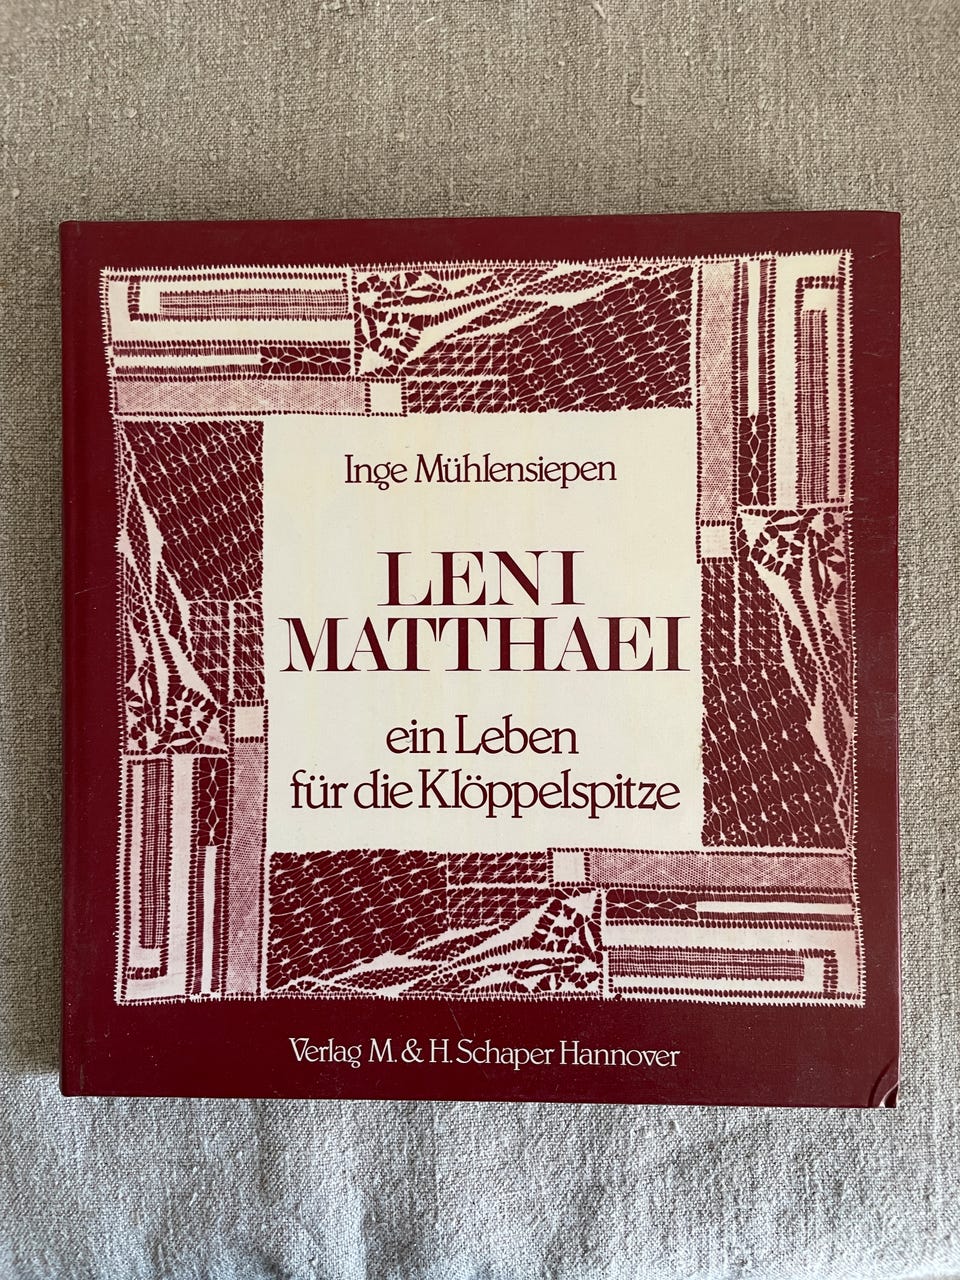 Inge Mühlensiepen
LENI
MATTHAEI
ein Leben
für die Klöppelspitze
Verlag M. & H. Schaper Hannover